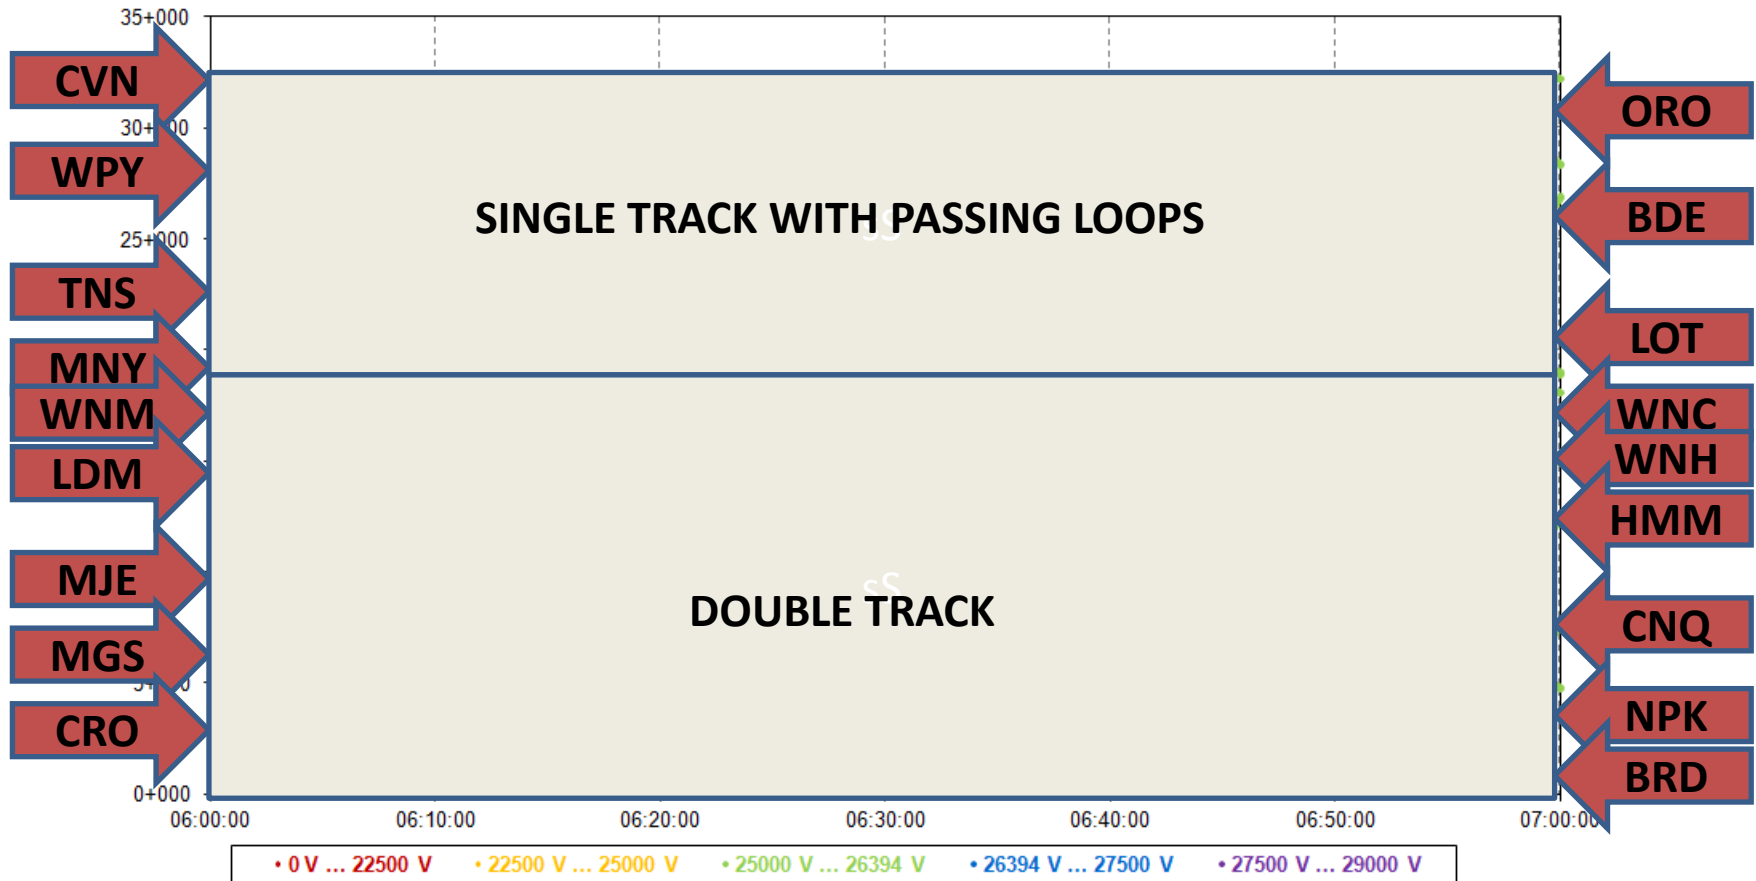 35+000
CVN
ORO
30+000
WPY
SINGLE TRACK WITH PASSING LOOPS
sS
BDE
25+000
TNS
LOT
MNY
WNM
WNC
WNH
LDM
HMM
MJE
sS
DOUBLE TRACK
CNQ
MGS
NPK
CRO
BRD
0+000
06:00:00 06:10:00 06:20:00 06:30:00 06:40:00 06:50:00 07:00:00
• 0 V ... 22500 V • 22500 V ... 25000 V • 25000 V ... 26394 V • 26394 V ... 27500 V • 27500 V ... 29000 V